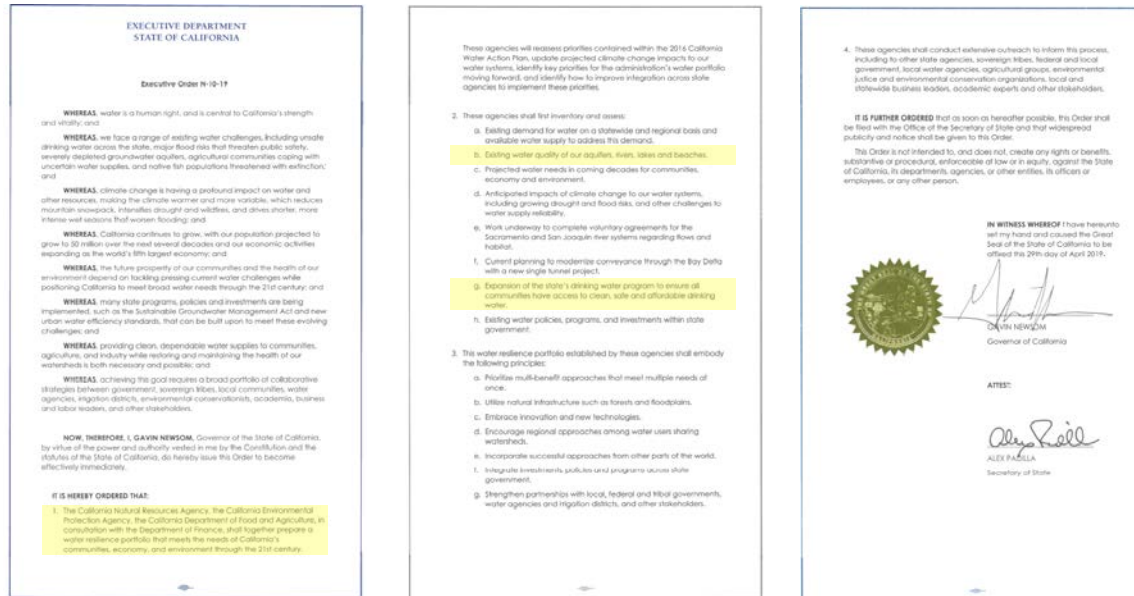 EXECUTIVE DEPARTMENT
STATE OF CALIFORNIA
Executive Order N-10-19
WHEREAS, water is a human right, and is central to California's strength
and vitality; and
WHEREAS, we face a range of existing water challenges, including unsafe
drinking water across the state, major flood risks that threaten public safety,
severely depleted groundwater aquifers, agricultural communities coping with
uncertain water supplies, and native fish populations threatened with extinction;
and
WHEREAS, climate change is having a profound impact on water and
other resources, making the climate warmer and more variable, which reduces
mountain snowpack, intensifies drought and wildfires, and drives shorter, more
intense wet seasons that worsen flooding; and
WHEREAS, California continues to grow, with our population projected to
grow to 50 million over the next several decades and our economic activities
expanding as the world's fifth largest economy; and
WHEREAS, the future prosperity of our communities and the health of our
environment depend on tackling pressing current water challenges while
positioning California to meet broad water needs through the 21st century; and
WHEREAS, many state programs, policies and investments are being
implemented, such as the Sustainable Groundwater Management Act and new
urban water efficiency standards, that can be built upon to meet these evolving
challenges; and
WHEREAS, providing clean, dependable water supplies to communities,
agriculture, and industry while restoring and maintaining the health of our
watersheds is both necessary and possible; and
WHEREAS, achieving this goal requires a broad portfolio of collaborative
strategies between government, sovereign tribes, local communities, water
agencies, irrigation districts, environmental conservationists, academia, business
and labor leaders, and other stakeholders.
NOW, THEREFORE, I, GAVIN NEWSOM, Governor of the State of California,
by virtue of the power and authority vested in me by the Constitution and the
statutes of the State of California, do hereby issue this Order to become
effectively immediately.
IT IS HEREBY ORDERED THAT:
1. The California Natural Resources Agency, the California Environmental
Protection Agency, the California Department of Food and Agriculture, in
consultation with the Department of Finance, shall together prepare a
water resilience portfolio that meets the needs of California's
communities, economy, and environment through the 21st century.
These agencies will reassess priorities contained within the 2016 California
Water Action Plan, update projected climate change impacts to our
water systems, identify key priorities for the administration's water portfolio
moving forward, and identify how to improve integration across state
agencies to implement these priorities.
2. These agencies shall first inventory and assess:
a. Existing demand for water on a statewide and regional basis and
available water supply to address this demand.
b. Existing water quality of our aquifers, rivers, lakes and beaches.
c. Projected water needs in coming decades for communities,
economy and environment.
d. Anticipated impacts of climate change to our water systems,
including growing drought and flood risks, and other challenges to
water supply reliability.
e. Work underway to complete voluntary agreements for the
Sacramento and San Joaquin river systems regarding flows and
habitat.
f. Current planning to modernize conveyance through the Bay Delta
with a new single tunnel project.
g. Expansion of the state's drinking water program to ensure all
communities have access to clean, safe and affordable drinking
water.
h. Existing water policies, programs, and investments within state
government.
3. This water resilience portfolio established by these agencies shall embody
the following principles:
a. Prioritize multi-benefit approaches that meet multiple needs at
once.
b. Utilize natural infrastructure such as forests and floodplains.
c. Embrace innovation and new technologies.
d. Encourage regional approaches among water users sharing
watersheds.
e. Incorporate successful approaches from other parts of the world.
f. Integrate investments, policies and programs across state
government.
g. Strengthen partnerships with local, federal and tribal governments,
water agencies and irrigation districts, and other stakeholders.
4. These agencies shall conduct extensive outreach to inform this process,
including to other state agencies, sovereign tribes, federal and local
government, local water agencies, agricultural groups, environmental
justice and environmental conservation organizations, local and
statewide business leaders, academic experts and other stakeholders.
IT IS FURTHER ORDERED that as soon as hereafter possible, this Order shall
be filed with the Office of the Secretary of State and that widespread
publicity and notice shall be given to this Order.
This Order is not intended to, and does not, create any rights or benefits,
substantive or procedural, enforceable at law or in equity, against the State
of California, its departments, agencies, or other entities, its officers or
employees, or any other person.
IN WITNESS WHEREOF I have hereunto
set my hand and caused the Great
Seal of the State of California to be
affixed this 29th day of April 2019.
GAVIN NEWSOM
Governor of California
ATTEST:
ALEX PADILLA
Secretary of State